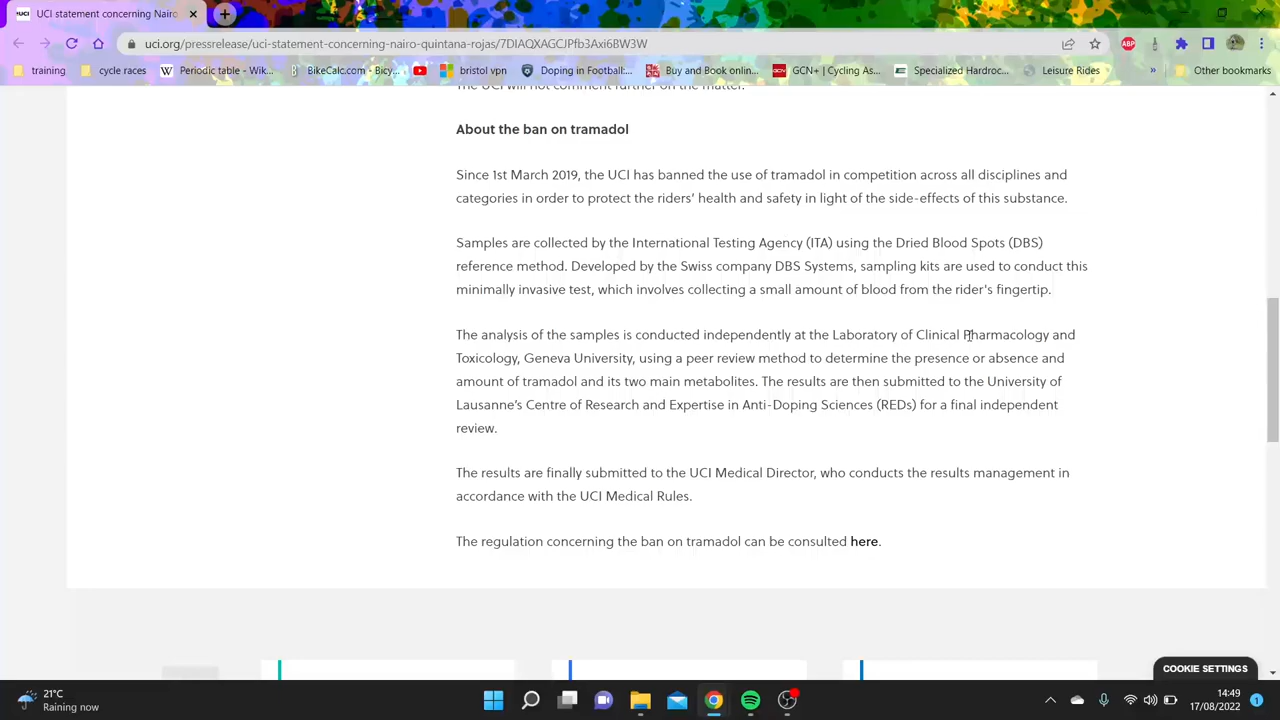 UCI statement concerning Nairo
uci.org/pressrelease/uci-statement-concerning-nairo-quintana-rojas/7DIAQXAGCJPfb3Axi6BW3W
training
cycle races
Periodic table - Wik...
BikeCalc.com - Bicy...
bristol vpn
Doping in Football:...
Buy and Book onlin...
GCN+ | Cycling As...
Specialized Hardroc...
Leisure Rides
»
Other bookmarks
The UCI will not comment further on the matter.
About the ban on tramadol
Since 1st March 2019, the UCI has banned the use of tramadol in competition across all disciplines and
categories in order to protect the riders’ health and safety in light of the side-effects of this substance.
Samples are collected by the International Testing Agency (ITA) using the Dried Blood Spots (DBS)
reference method. Developed by the Swiss company DBS Systems, sampling kits are used to conduct this
minimally invasive test, which involves collecting a small amount of blood from the rider's fingertip.
The analysis of the samples is conducted independently at the Laboratory of Clinical Pharmacology and
Toxicology, Geneva University, using a peer review method to determine the presence or absence and
amount of tramadol and its two main metabolites. The results are then submitted to the University of
Lausanne’s Centre of Research and Expertise in Anti-Doping Sciences (REDs) for a final independent
review.
The results are finally submitted to the UCI Medical Director, who conducts the results management in
accordance with the UCI Medical Rules.
The regulation concerning the ban on tramadol can be consulted here.
COOKIE SETTINGS
21°C
Raining now
14:49
17/08/2022